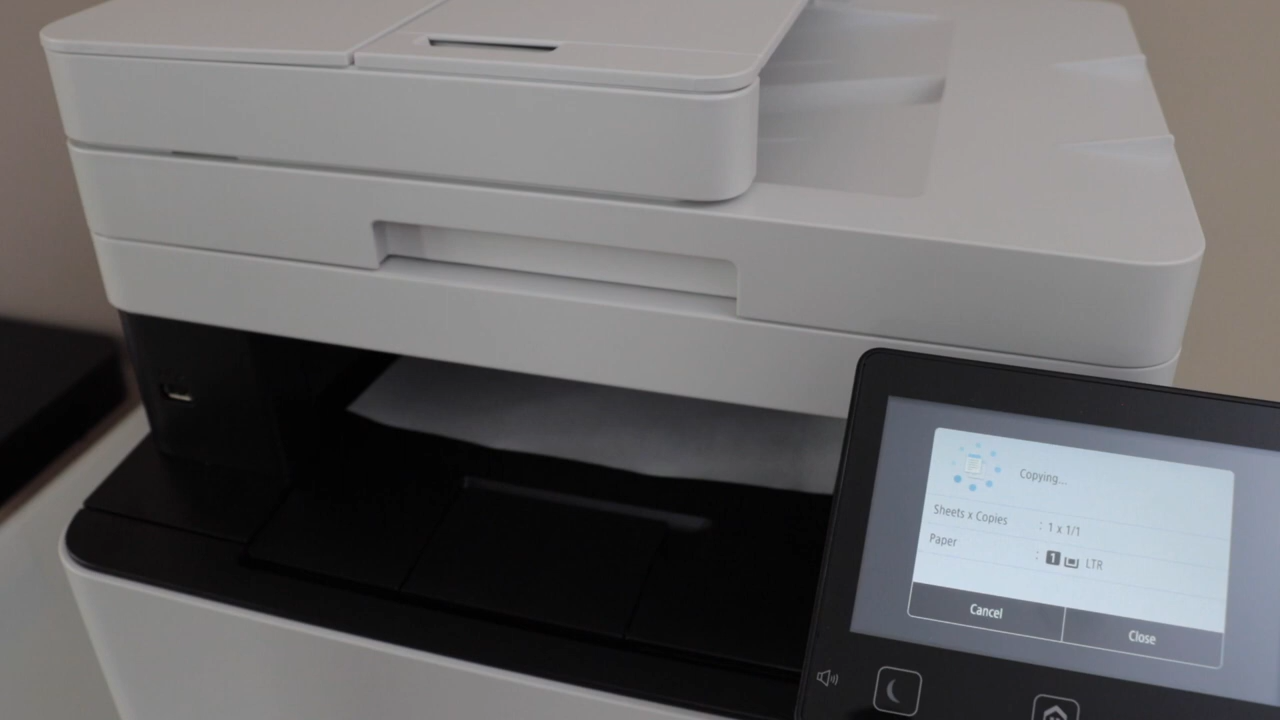 Copying...
Sheets x Copies : 1 x 1/1
Paper : 1 LTR
Cancel Close